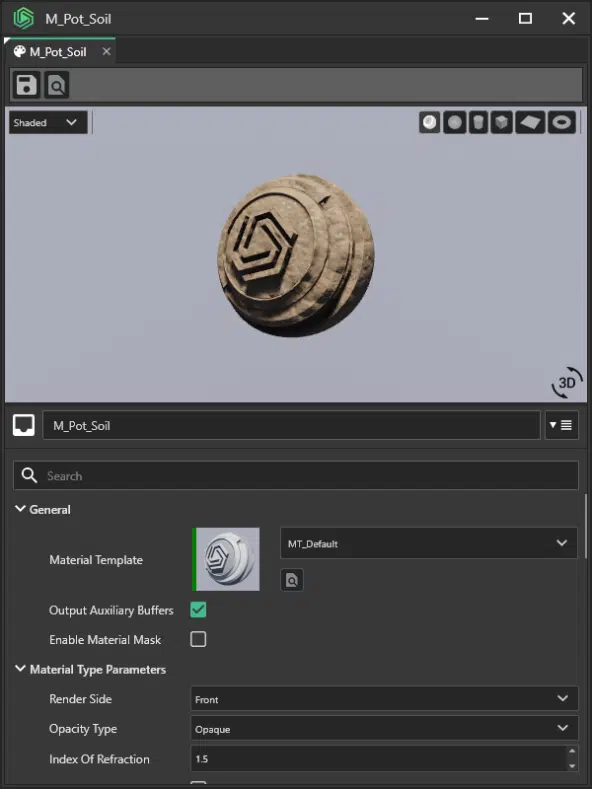 M_Pot_Soil
M_Pot_Soil
Shaded
3D
M_Pot_Soil
Search
General
Material Template
MT_Default
Output Auxiliary Buffers
Enable Material Mask
Material Type Parameters
Render Side
Front
Opacity Type
Opaque
Index Of Refraction
1.5